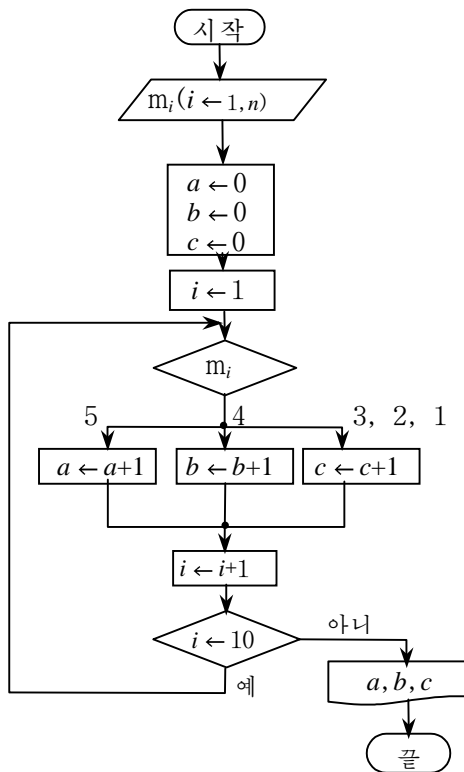 시작
m_i(i ← 1, n)
a ← 0
b ← 0
c ← 0
i ← 1
m_i
5 4 3, 2, 1
a ← a+1 b ← b+1 c ← c+1
i ← i+1
i ← 10 아니
예 a, b, c
끝